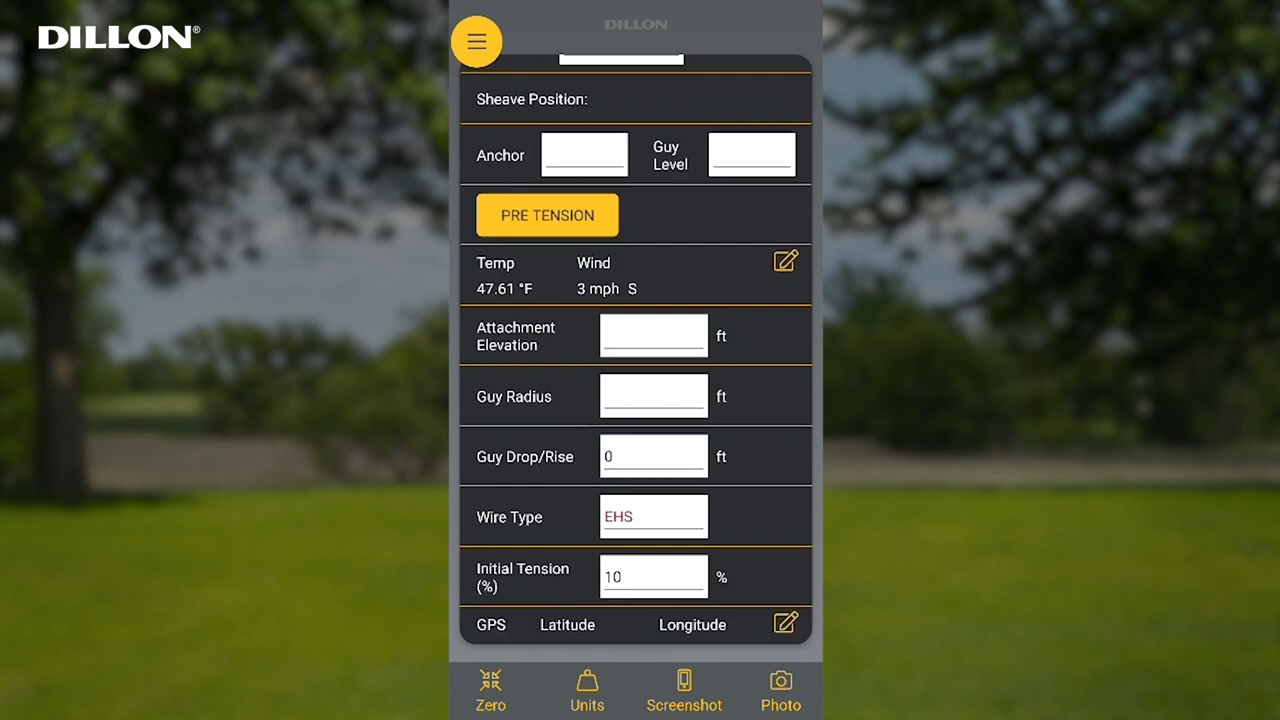 DILLON®
DILLON
Sheave Position:
Anchor
Guy
Level
PRE TENSION
Temp Wind
47.61 °F 3 mph S
Attachment
Elevation
ft
Guy Radius ft
Guy Drop/Rise 0 ft
Wire Type EHS
Initial Tension
(%)
10 %
GPS Latitude Longitude
Zero Units Screenshot Photo